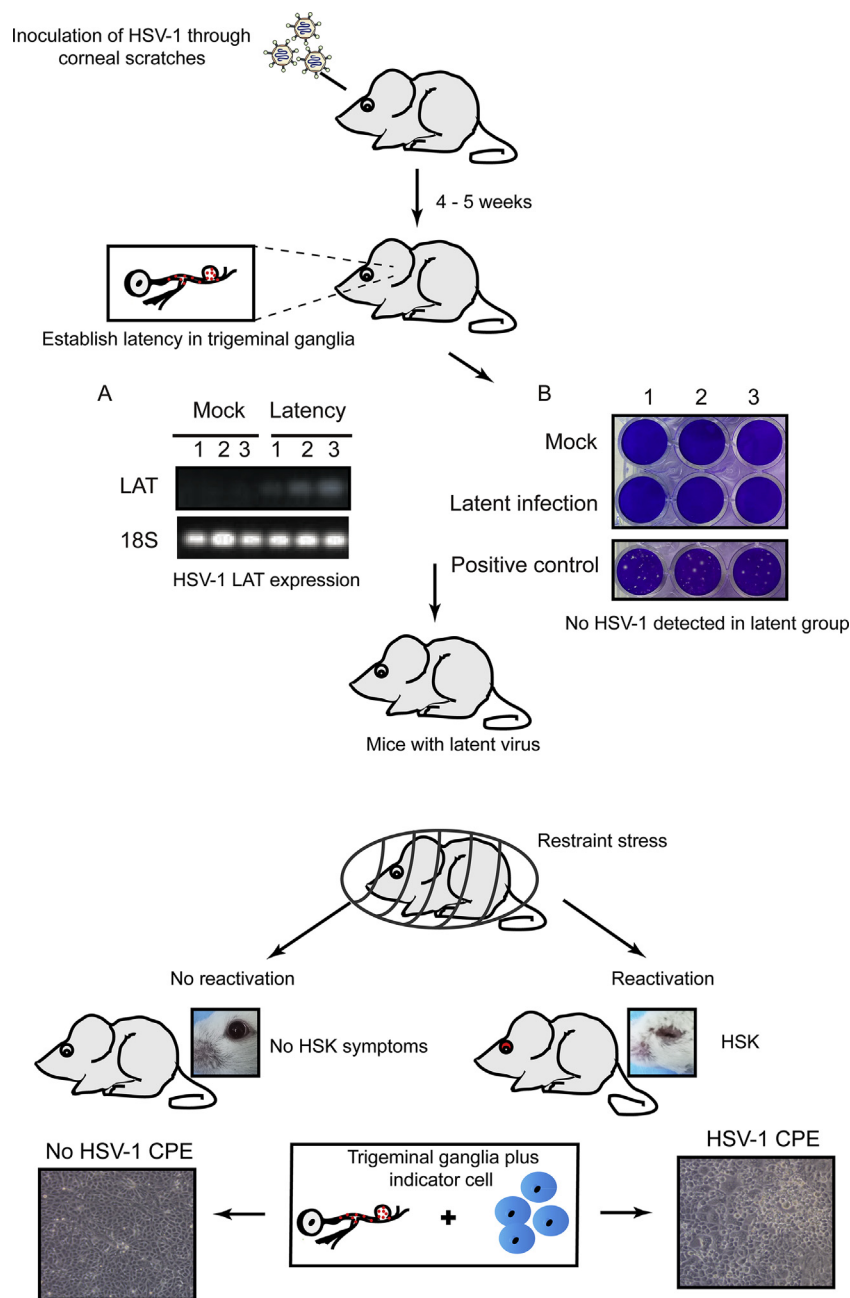 Inoculation of HSV-1 through
corneal scratches
4 - 5 weeks
Establish latency in trigeminal ganglia
A
Mock Latency
1 2 3 1 2 3
LAT
18S
HSV-1 LAT expression
B
1 2 3
Mock
Latent infection
Positive control
No HSV-1 detected in latent group
Mice with latent virus
Restraint stress
No reactivation
Reactivation
No HSK symptoms
HSK
No HSV-1 CPE
Trigeminal ganglia plus
indicator cell
HSV-1 CPE